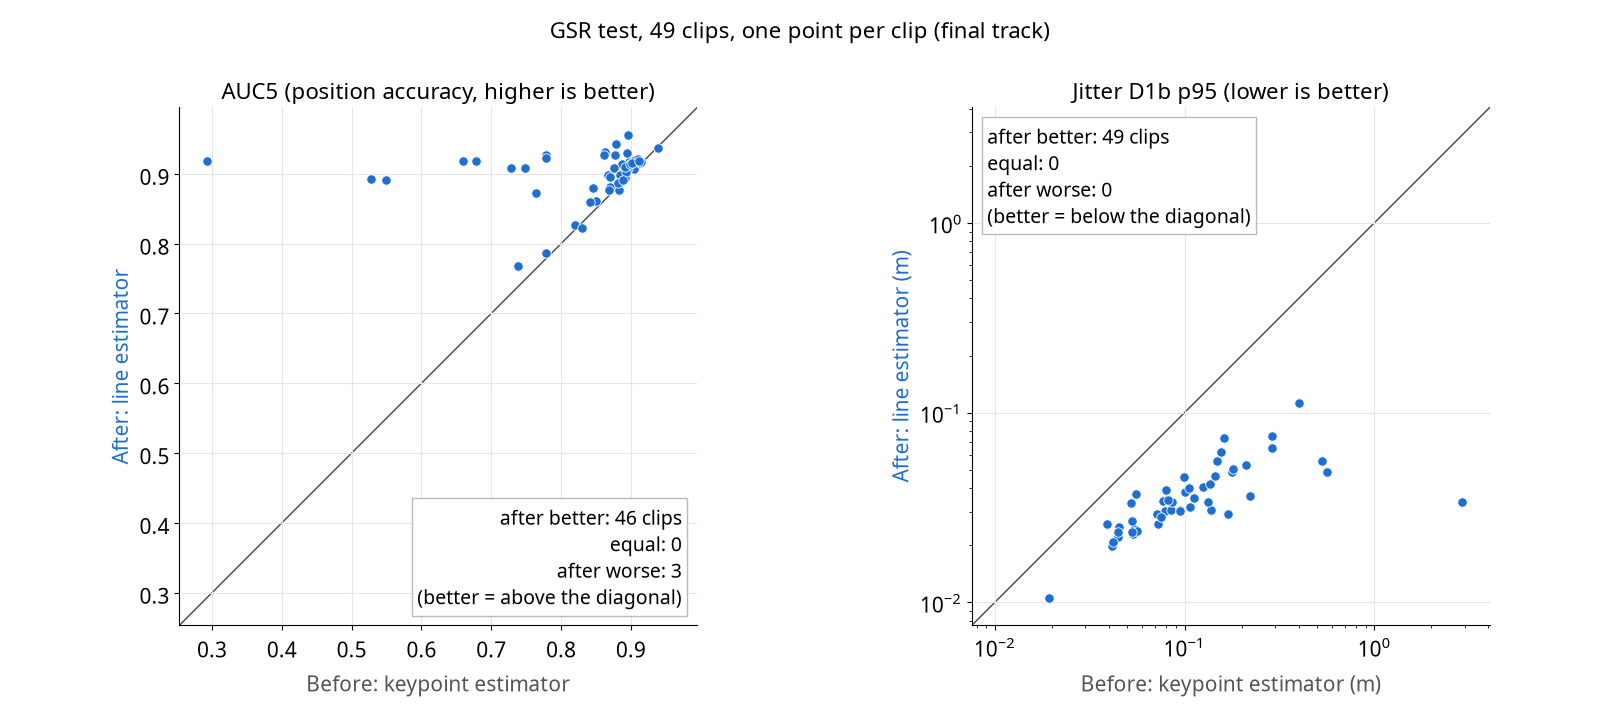 GSR test, 49 clips, one point per clip (final track)
AUC5 (position accuracy, higher is better)
After: line estimator
0.9
0.8
0.7
0.6
0.5
0.4
0.3
after better: 46 clips
equal: 0
after worse: 3
(better = above the diagonal)
0.3 0.4 0.5 0.6 0.7 0.8 0.9
Before: keypoint estimator
Jitter D1b p95 (lower is better)
after better: 49 clips
equal: 0
after worse: 0
(better = below the diagonal)
After: line estimator (m)
10⁰
10⁻¹
10⁻²
10⁻² 10⁻¹ 10⁰
Before: keypoint estimator (m)